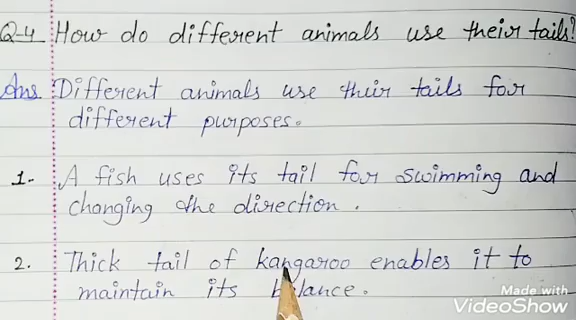 Q-4 How do different animals use their tails?
Ans Different animals use their tails for
different purposes.
1- A fish uses its tail for swimming and
changing the direction.
2. Thick tail of kangaroo enables it to
maintain its balance.
Made with
VideoShow